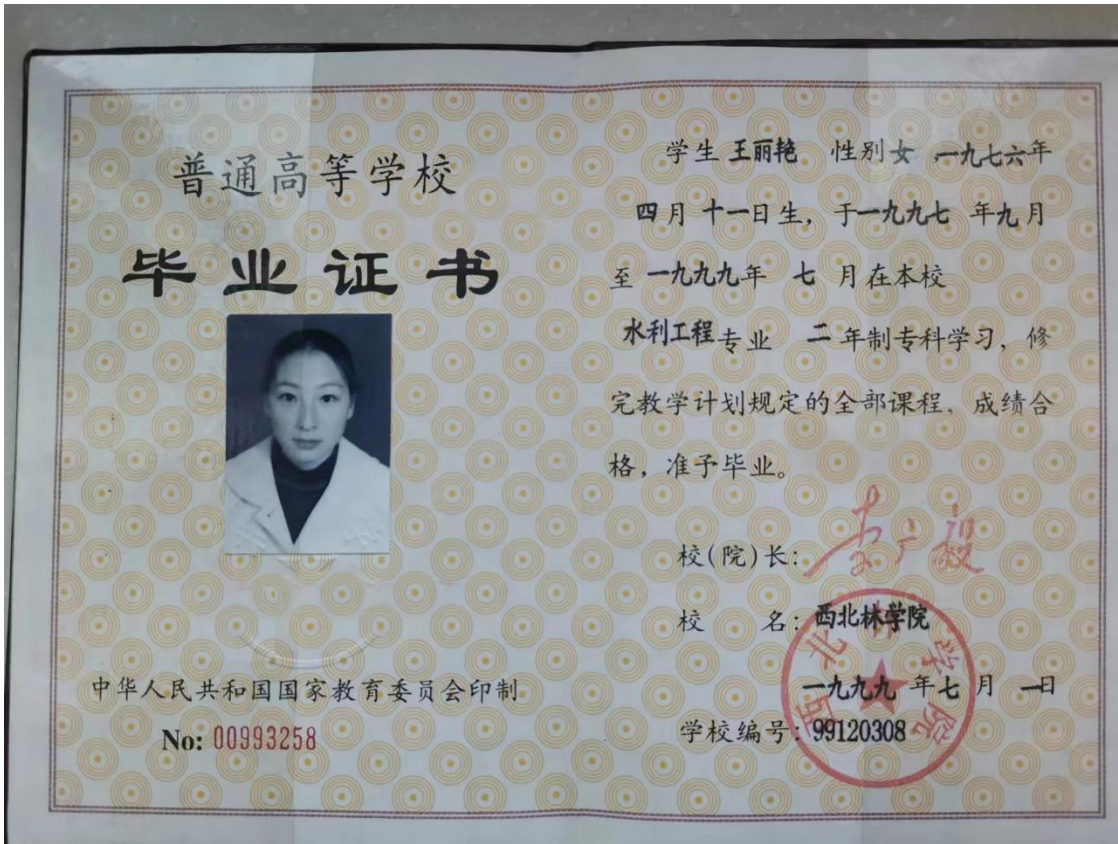 普通高等学校
毕业证书
中华人民共和国国家教育委员会印制
No: 00993258
学生 王丽艳 性别 女 ,一九七六年
四月十一日生, 于一九九七 年九月
至 一九九九年 七 月在本校
水利工程专业 二 年制专科学习, 修
完教学计划规定的全部课程, 成绩合
格, 准予毕业。
校(院)长:
校 名: 西北林学院
一九九九 年七月 一日
学校编号: 99120308
西北林学院